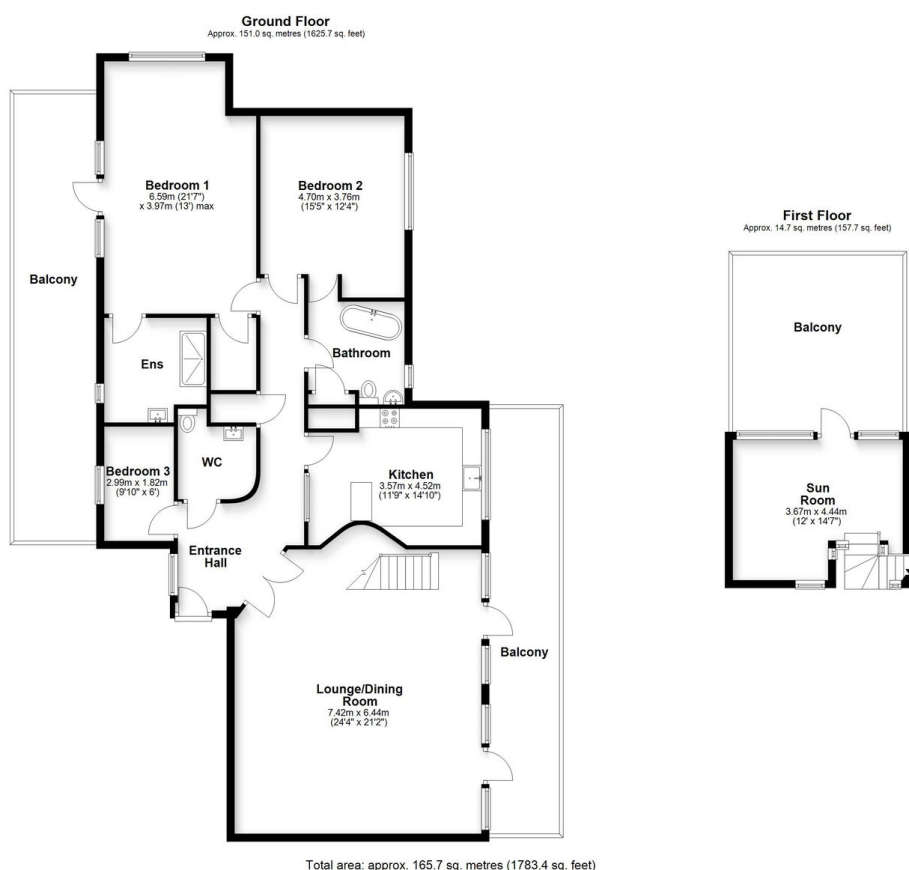 Ground Floor
Approx. 151.0 sq. metres (1625.7 sq. feet)
Bedroom 1
6.59m (21'7")
x 3.97m (13') max
Bedroom 2
4.70m x 3.76m
(15'5" x 12'4")
Balcony
Ens
Bathroom
Bedroom 3
2.99m x 1.82m
(9'10" x 6')
WC
Kitchen
3.57m x 4.52m
(11'9" x 14'10")
Entrance
Hall
Lounge/Dining
Room
7.42m x 6.44m
(24'4" x 21'2")
Balcony
First Floor
Approx. 14.7 sq. metres (157.7 sq. feet)
Balcony
Sun
Room
3.67m x 4.44m
(12' x 14'7")
Total area: approx. 165.7 sq. metres (1783.4 sq. feet)